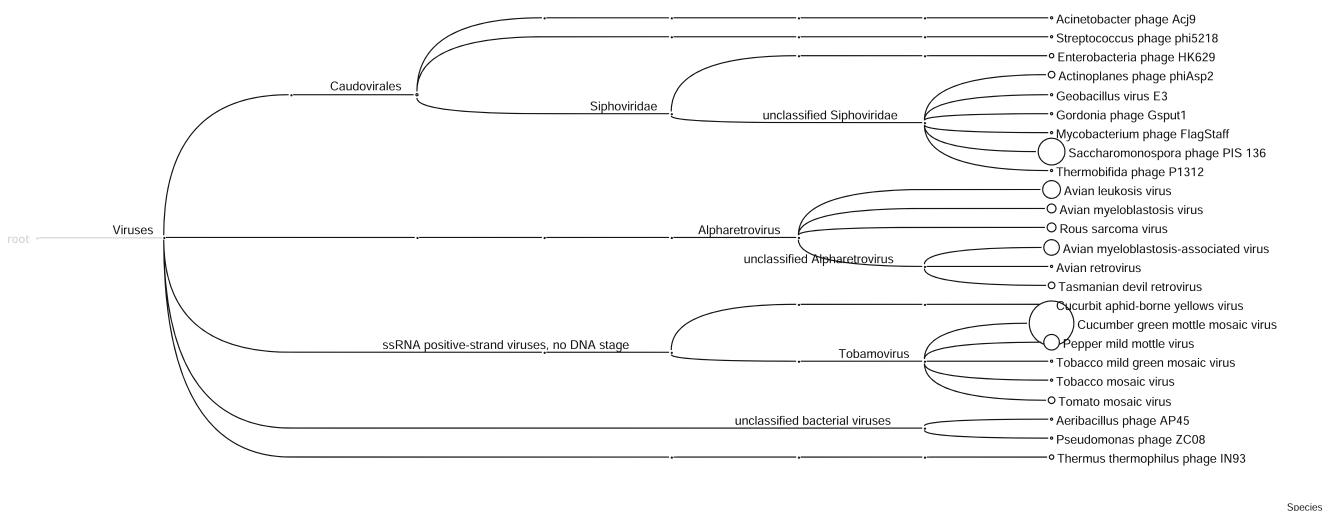 Acinetobacter phage Acj9
Streptococcus phage phi5218
Enterobacteria phage HK629
Actinoplanes phage phiAsp2
Caudovirales
Geobacillus virus E3
Siphoviridae
unclassified Siphoviridae
Gordonia phage Gsput1
Mycobacterium phage FlagStaff
Saccharomonospora phage PIS 136
Thermobifida phage P1312
Avian leukosis virus
Avian myeloblastosis virus
Rous sarcoma virus
root
Viruses
Alpharetrovirus
Avian myeloblastosis-associated virus
unclassified Alpharetrovirus
Avian retrovirus
Tasmanian devil retrovirus
Cucurbit aphid-borne yellows virus
Cucumber green mottle mosaic virus
ssRNA positive-strand viruses, no DNA stage
Pepper mild mottle virus
Tobamovirus
Tobacco mild green mosaic virus
Tobacco mosaic virus
Tomato mosaic virus
unclassified bacterial viruses
Aeribacillus phage AP45
Pseudomonas phage ZC08
Thermus thermophilus phage IN93
Species